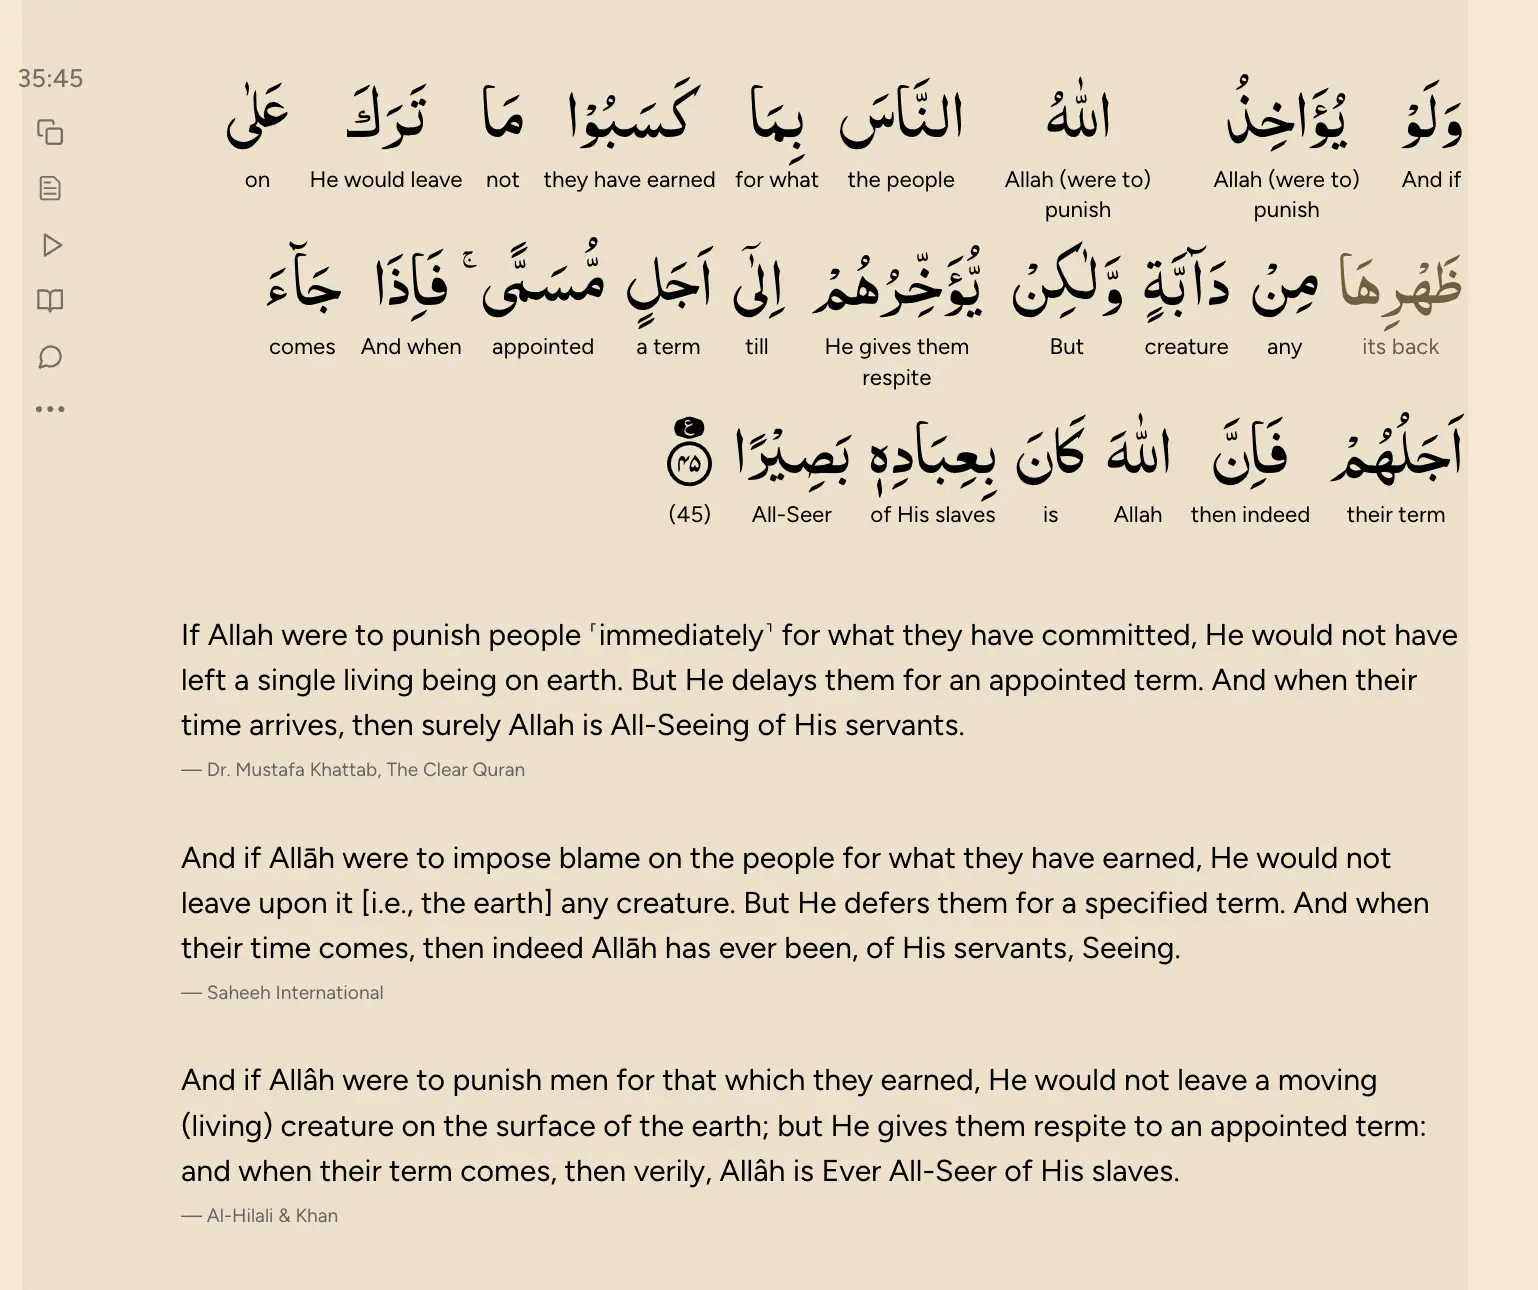 35:45
وَلَوْ يُؤَاخِذُ اللّٰهُ النَّاسَ بِمَا كَسَبُوْا مَا تَرَكَ عَلٰى
And if Allah (were to) punish Allah (were to) punish the people for what they have earned not He would leave on
ظَهْرِهَا مِنْ دَآبَّةٍ وَّلٰكِنْ يُّؤَخِّرُهُمْ اِلٰٓى اَجَلٍ مُّسَمًّى ۚ فَاِذَا جَآءَ
its back any creature But He gives them respite till a term appointed And when comes
اَجَلُهُمْ فَاِنَّ اللّٰهَ كَانَ بِعِبَادِهٖ بَصِيْرًا ع ۴۵
their term then indeed Allah is of His slaves All-Seer (45)
If Allah were to punish people ˹immediately˺ for what they have committed, He would not have
left a single living being on earth. But He delays them for an appointed term. And when their
time arrives, then surely Allah is All-Seeing of His servants.
— Dr. Mustafa Khattab, The Clear Quran
And if Allāh were to impose blame on the people for what they have earned, He would not
leave upon it [i.e., the earth] any creature. But He defers them for a specified term. And when
their time comes, then indeed Allāh has ever been, of His servants, Seeing.
— Saheeh International
And if Allâh were to punish men for that which they earned, He would not leave a moving
(living) creature on the surface of the earth; but He gives them respite to an appointed term:
and when their term comes, then verily, Allâh is Ever All-Seer of His slaves.
— Al-Hilali & Khan